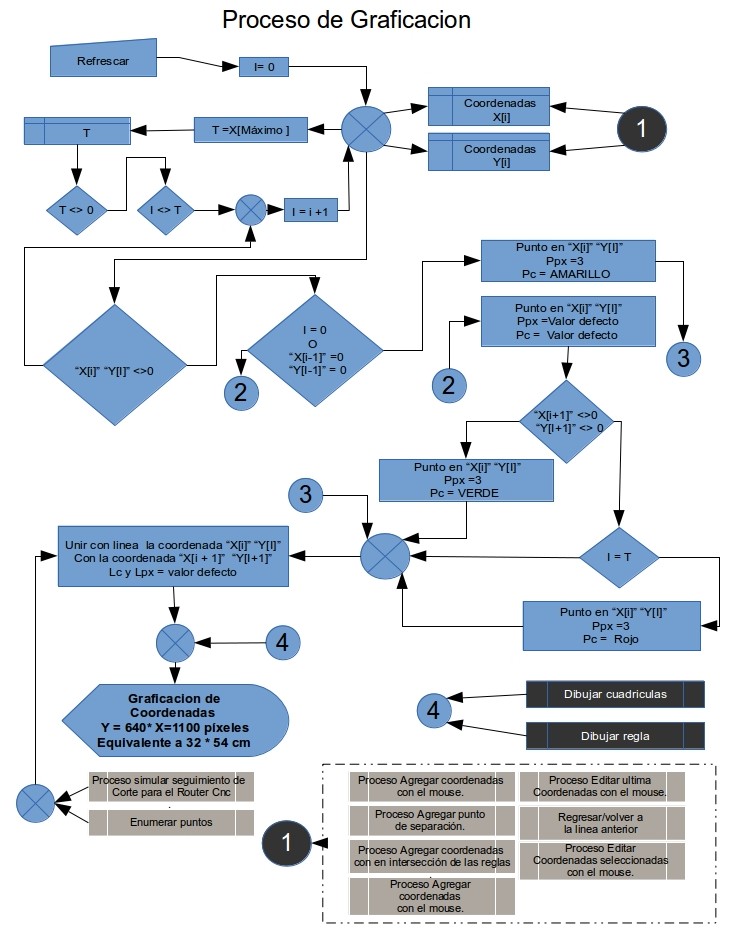 Proceso de Graficacion
Refrescar
I= 0
Coordenadas
X[i]
1
T =X[Máximo ]
T
Coordenadas
Y[i]
T <> 0
I <> T
I = i +1
Punto en “X[i]” “Y[I]”
Ppx =3
Pc = AMARILLO
Punto en “X[i]” “Y[I]”
Ppx =Valor defecto
Pc = Valor defecto
I = 0
O
“X[i-1]” =0
“Y[I-1]” = 0
“X[i]” “Y[I]” <>0
2
2
3
“X[i+1]” <>0
“Y[I+1]” <> 0
Punto en “X[i]” “Y[I]”
Ppx =3
Pc = VERDE
3
Unir con linea la coordenada “X[i]” “Y[I]”
Con la coordenada “X[i + 1]” “Y[I+1]”
Lc y Lpx = valor defecto
I = T
Punto en “X[i]” “Y[I]”
Ppx =3
Pc = Rojo
4
Graficacion de
Coordenadas
Y = 640* X=1100 pixeles
Equivalente a 32 * 54 cm
4
Dibujar cuadriculas
Dibujar regla
Proceso simular seguimiento de
Corte para el Router Cnc
.
Enumerar puntos
1
Proceso Agregar coordenadas
con el mouse.
Proceso Editar ultima
Coordenadas con el mouse.
Proceso Agregar punto
de separación.
Regresar/volver a
la linea anterior
Proceso Agregar coordenadas
con en intersección de las reglas
.
Proceso Editar
Coordenadas seleccionadas
con el mouse.
Proceso Agregar
coordenadas
con el mouse.